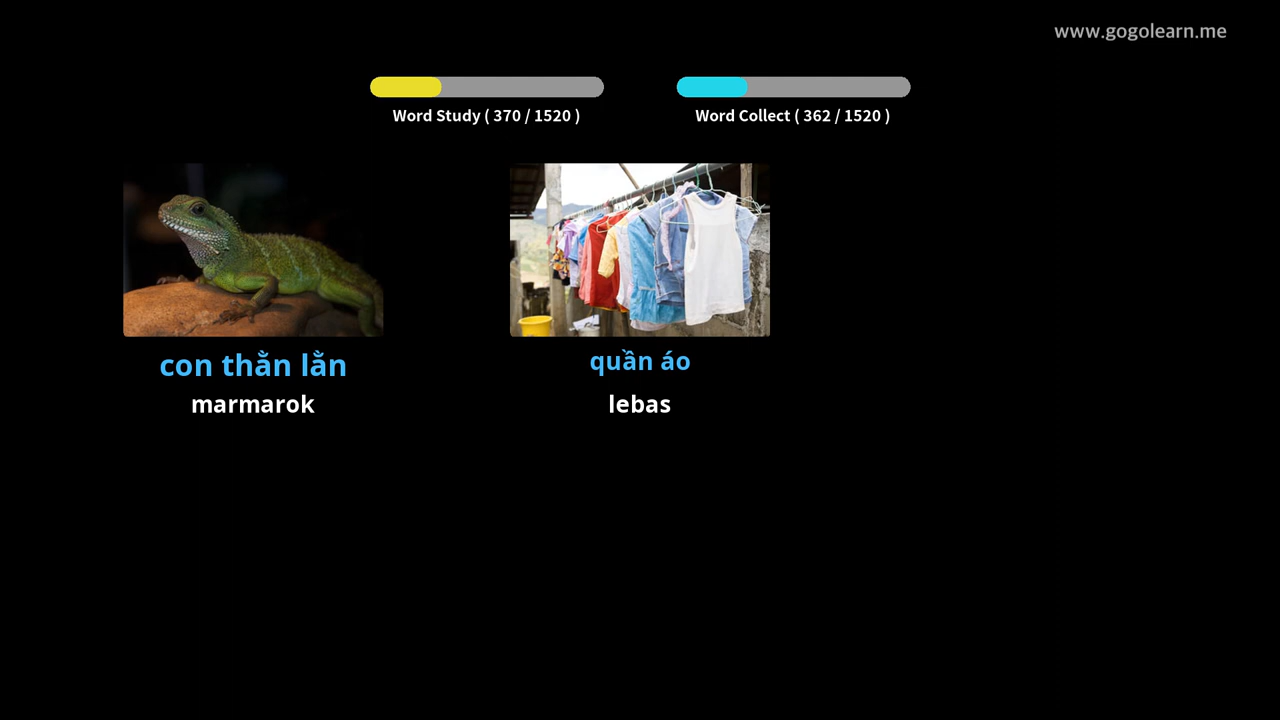 www.gogolearn.me
Word Study ( 370 / 1520 )
Word Collect ( 362 / 1520 )
con thằn lằn
marmarok
quần áo
lebas